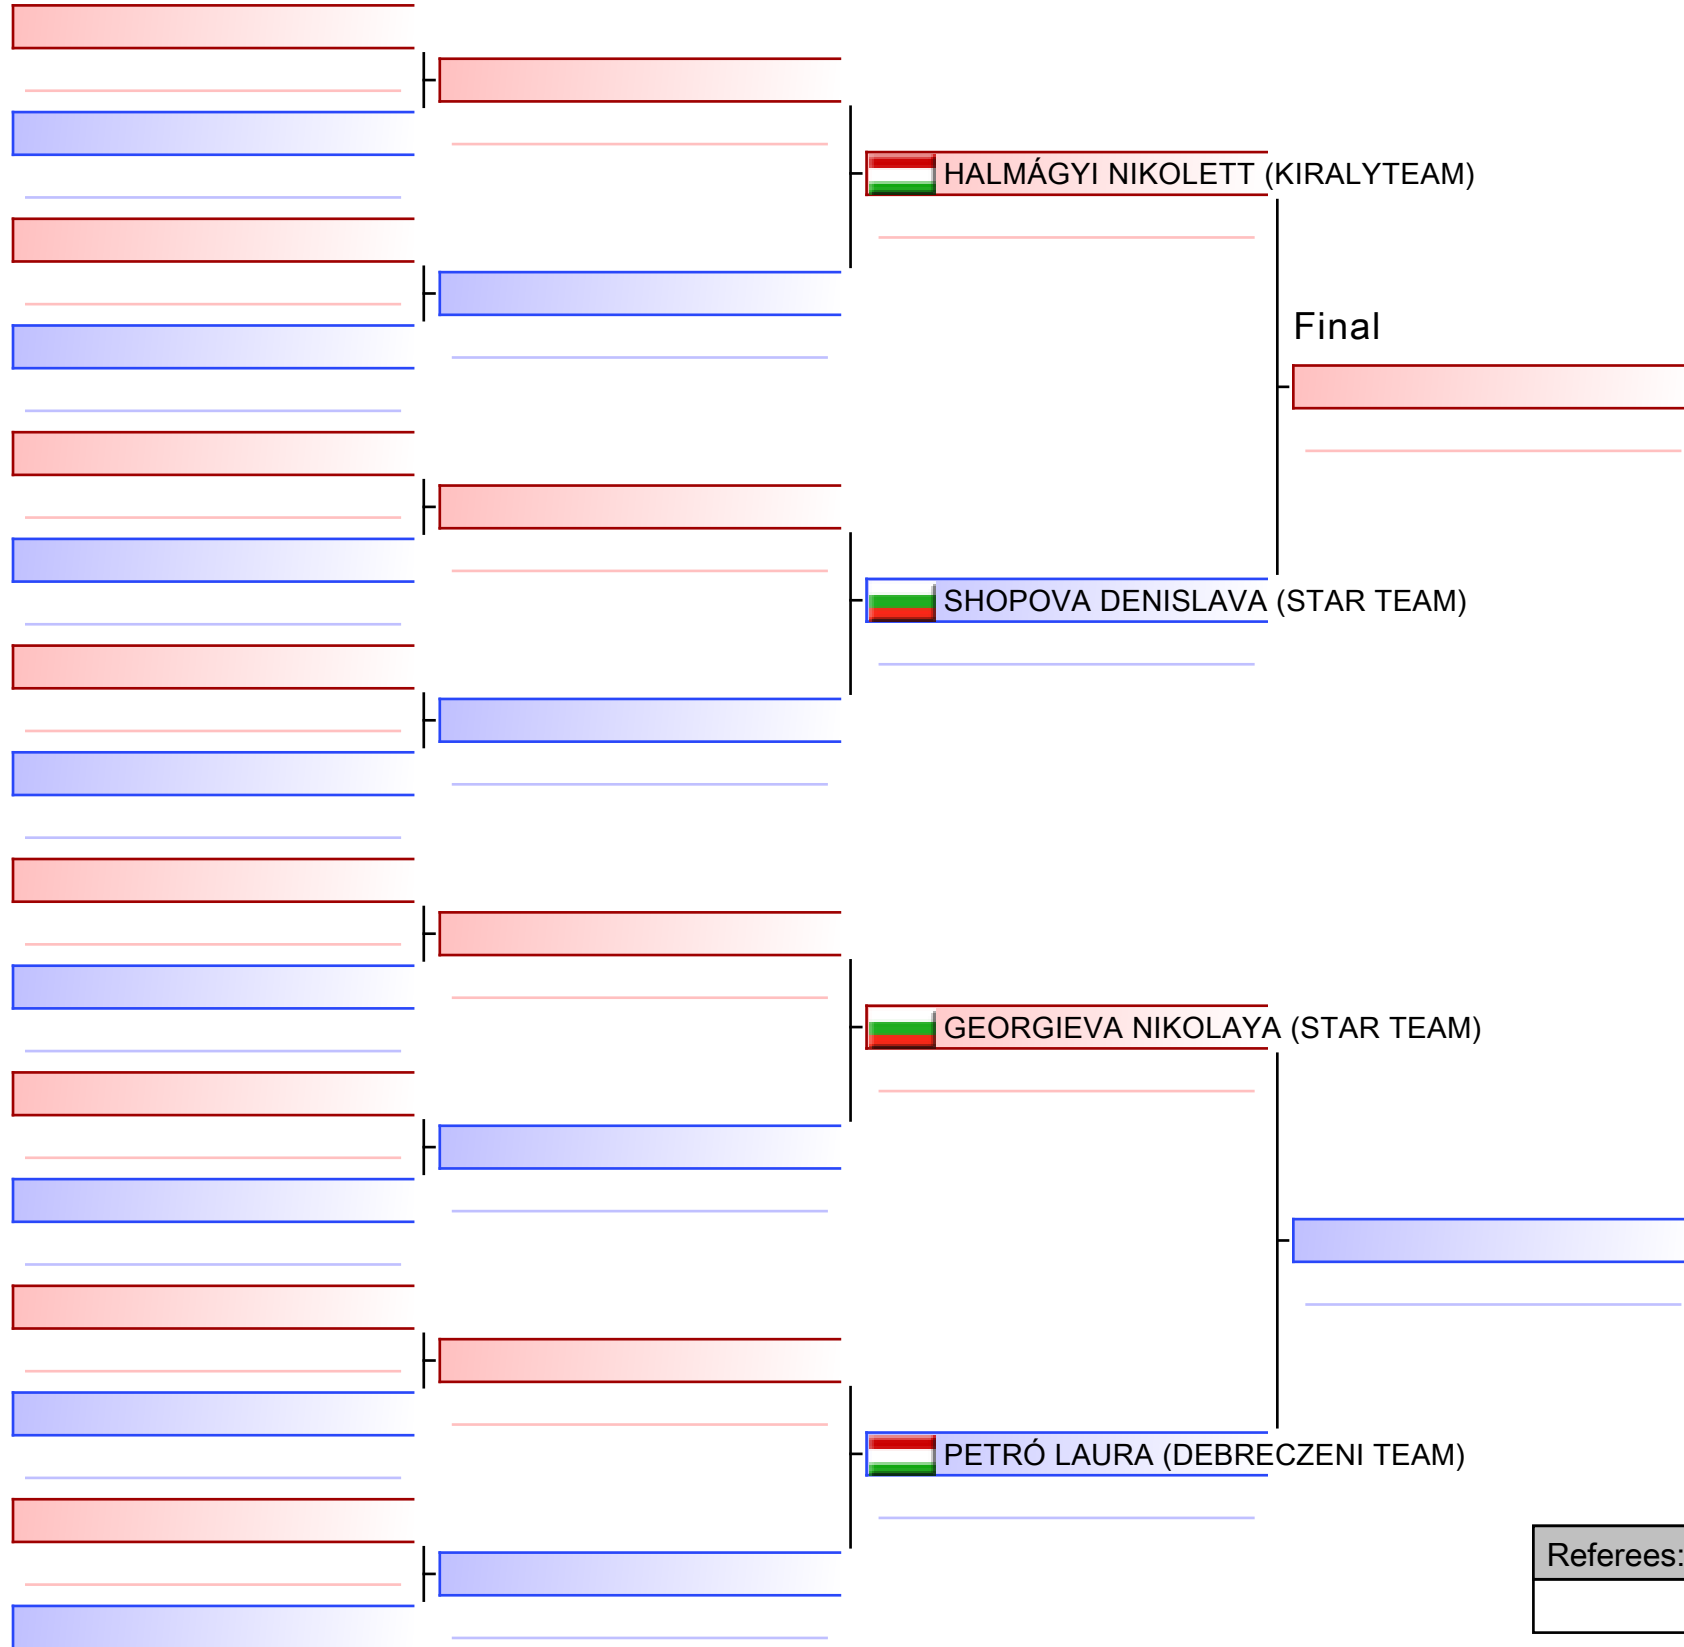 HALMÁGYI NIKOLETT (KIRALYTEAM)
Final
SHOPOVA DENISLAVA (STAR TEAM)
GEORGIEVA NIKOLAYA (STAR TEAM)
PETRÓ LAURA (DEBRECZENI TEAM)
Referees: